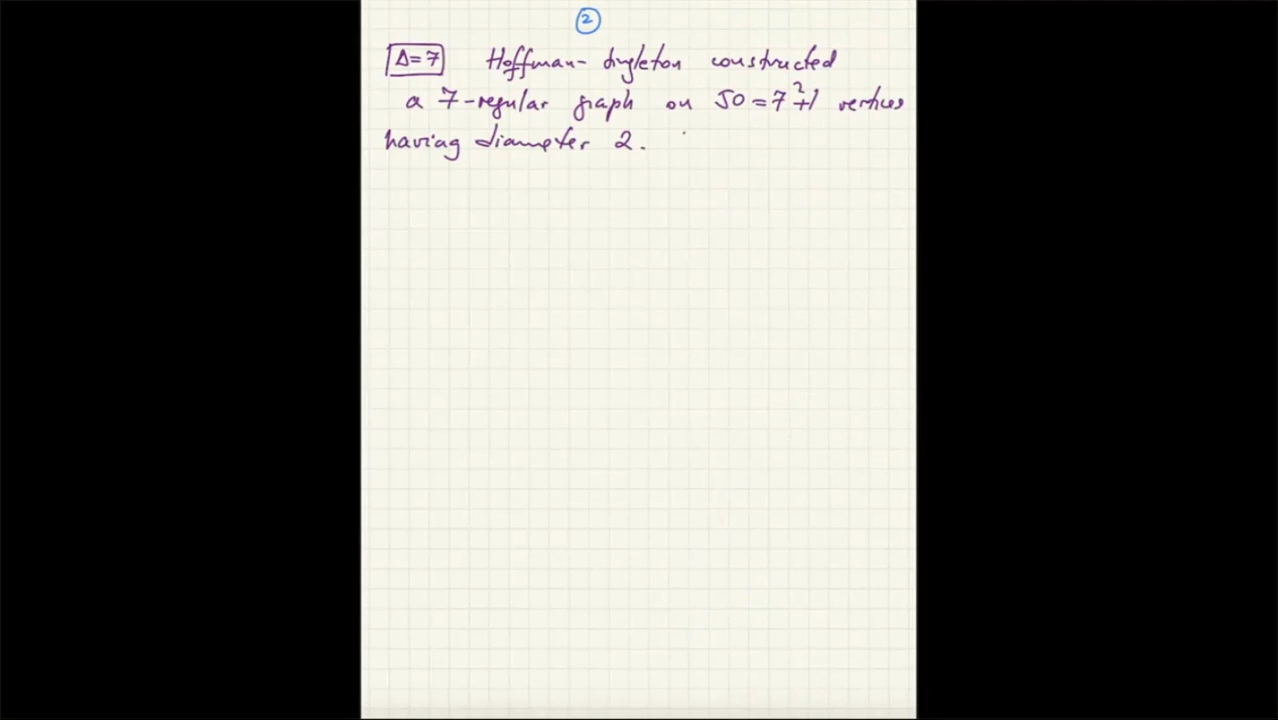 2
Δ=7 Hoffman-Singleton constructed
a 7-regular graph on 50 = 7²+1 vertices
having diameter 2.